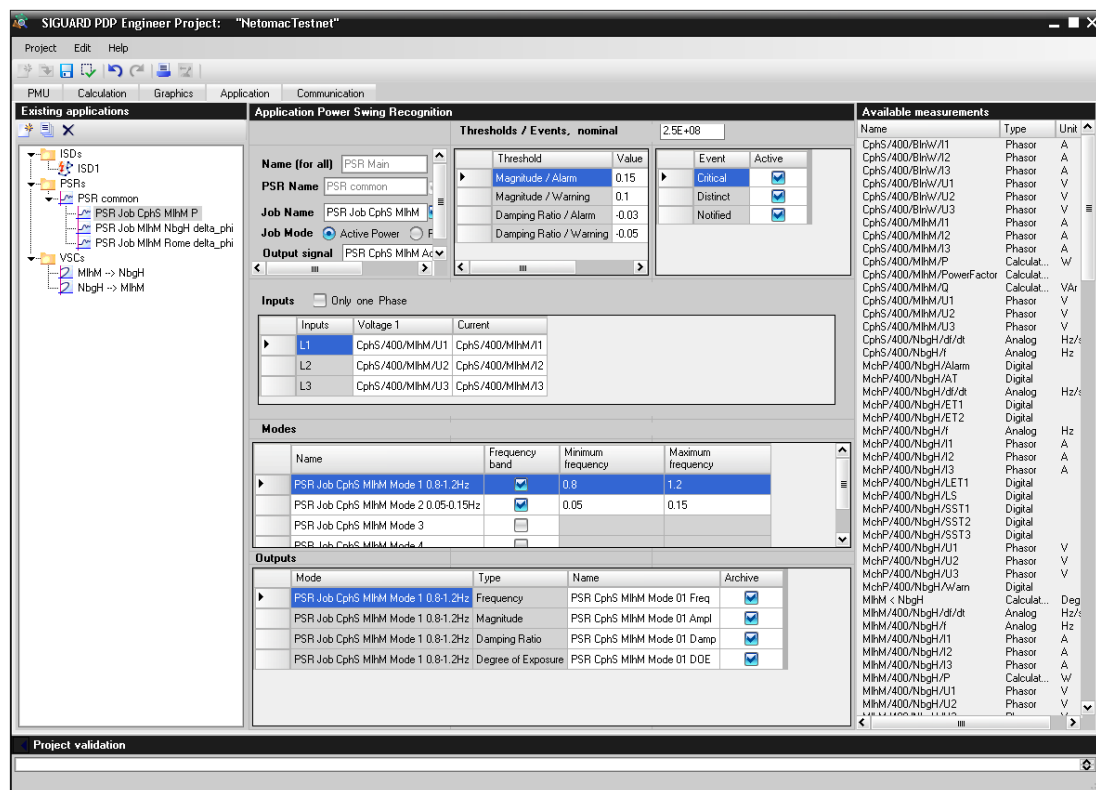 SIGUARD PDP Engineer Project: "NetomacTestnet"
Project Edit Help
PMU Calculation Graphics Application Communication
Existing applications
ISDs
ISD1
PSRs
PSR common
PSR Job CphS MlhM P
PSR Job MlhM NbgH delta_phi
PSR Job MlhM Rome delta_phi
VSCs
MlhM --> NbgH
NbgH --> MlhM
Application Power Swing Recognition
Thresholds / Events, nominal 2.5E+08
Name (for all) PSR Main
PSR Name PSR common
Job Name PSR Job CphS MlhM
Job Mode Active Power
Output signal PSR CphS MlhM Ac
Threshold Value
Magnitude / Alarm 0.15
Magnitude / Warning 0.1
Damping Ratio / Alarm -0.03
Damping Ratio / Warning -0.05
Event Active
Critical
Distinct
Notified
Inputs Only one Phase
Inputs Voltage 1 Current
L1 CphS/400/MlhM/U1 CphS/400/MlhM/I1
L2 CphS/400/MlhM/U2 CphS/400/MlhM/I2
L3 CphS/400/MlhM/U3 CphS/400/MlhM/I3
Modes
Name Frequency band Minimum frequency Maximum frequency
PSR Job CphS MlhM Mode 1 0.8-1.2Hz 0.8 1.2
PSR Job CphS MlhM Mode 2 0.05-0.15Hz 0.05 0.15
PSR Job CphS MlhM Mode 3
PSR Job CphS MlhM Mode 4
Outputs
Mode Type Name Archive
PSR Job CphS MlhM Mode 1 0.8-1.2Hz Frequency PSR CphS MlhM Mode 01 Freq
PSR Job CphS MlhM Mode 1 0.8-1.2Hz Magnitude PSR CphS MlhM Mode 01 Ampl
PSR Job CphS MlhM Mode 1 0.8-1.2Hz Damping Ratio PSR CphS MlhM Mode 01 Damp
PSR Job CphS MlhM Mode 1 0.8-1.2Hz Degree of Exposure PSR CphS MlhM Mode 01 DOE
Available measurements
Name Type Unit
CphS/400/BlnW/I1 Phasor A
CphS/400/BlnW/I2 Phasor A
CphS/400/BlnW/I3 Phasor A
CphS/400/BlnW/U1 Phasor V
CphS/400/BlnW/U2 Phasor V
CphS/400/BlnW/U3 Phasor V
CphS/400/MlhM/I1 Phasor A
CphS/400/MlhM/I2 Phasor A
CphS/400/MlhM/I3 Phasor A
CphS/400/MlhM/P Calculat... W
CphS/400/MlhM/PowerFactor Calculat...
CphS/400/MlhM/Q Calculat... VAr
CphS/400/MlhM/U1 Phasor V
CphS/400/MlhM/U2 Phasor V
CphS/400/MlhM/U3 Phasor V
CphS/400/NbgH/df/dt Analog Hz/s
CphS/400/NbgH/f Analog Hz
MchP/400/NbgH/Alarm Digital
MchP/400/NbgH/AT Digital
MchP/400/NbgH/df/dt Analog Hz/s
MchP/400/NbgH/ET1 Digital
MchP/400/NbgH/ET2 Digital
MchP/400/NbgH/f Analog Hz
MchP/400/NbgH/I1 Phasor A
MchP/400/NbgH/I2 Phasor A
MchP/400/NbgH/I3 Phasor A
MchP/400/NbgH/LET1 Digital
MchP/400/NbgH/LS Digital
MchP/400/NbgH/SST1 Digital
MchP/400/NbgH/SST2 Digital
MchP/400/NbgH/SST3 Digital
MchP/400/NbgH/U1 Phasor V
MchP/400/NbgH/U2 Phasor V
MchP/400/NbgH/U3 Phasor V
MchP/400/NbgH/Warn Digital
MlhM < NbgH Calculat... Deg
MlhM/400/NbgH/df/dt Analog Hz/s
MlhM/400/NbgH/f Analog Hz
MlhM/400/NbgH/I1 Phasor A
MlhM/400/NbgH/I2 Phasor A
MlhM/400/NbgH/I3 Phasor A
MlhM/400/NbgH/P Calculat... W
MlhM/400/NbgH/U1 Phasor V
MlhM/400/NbgH/U2 Phasor V
Project validation